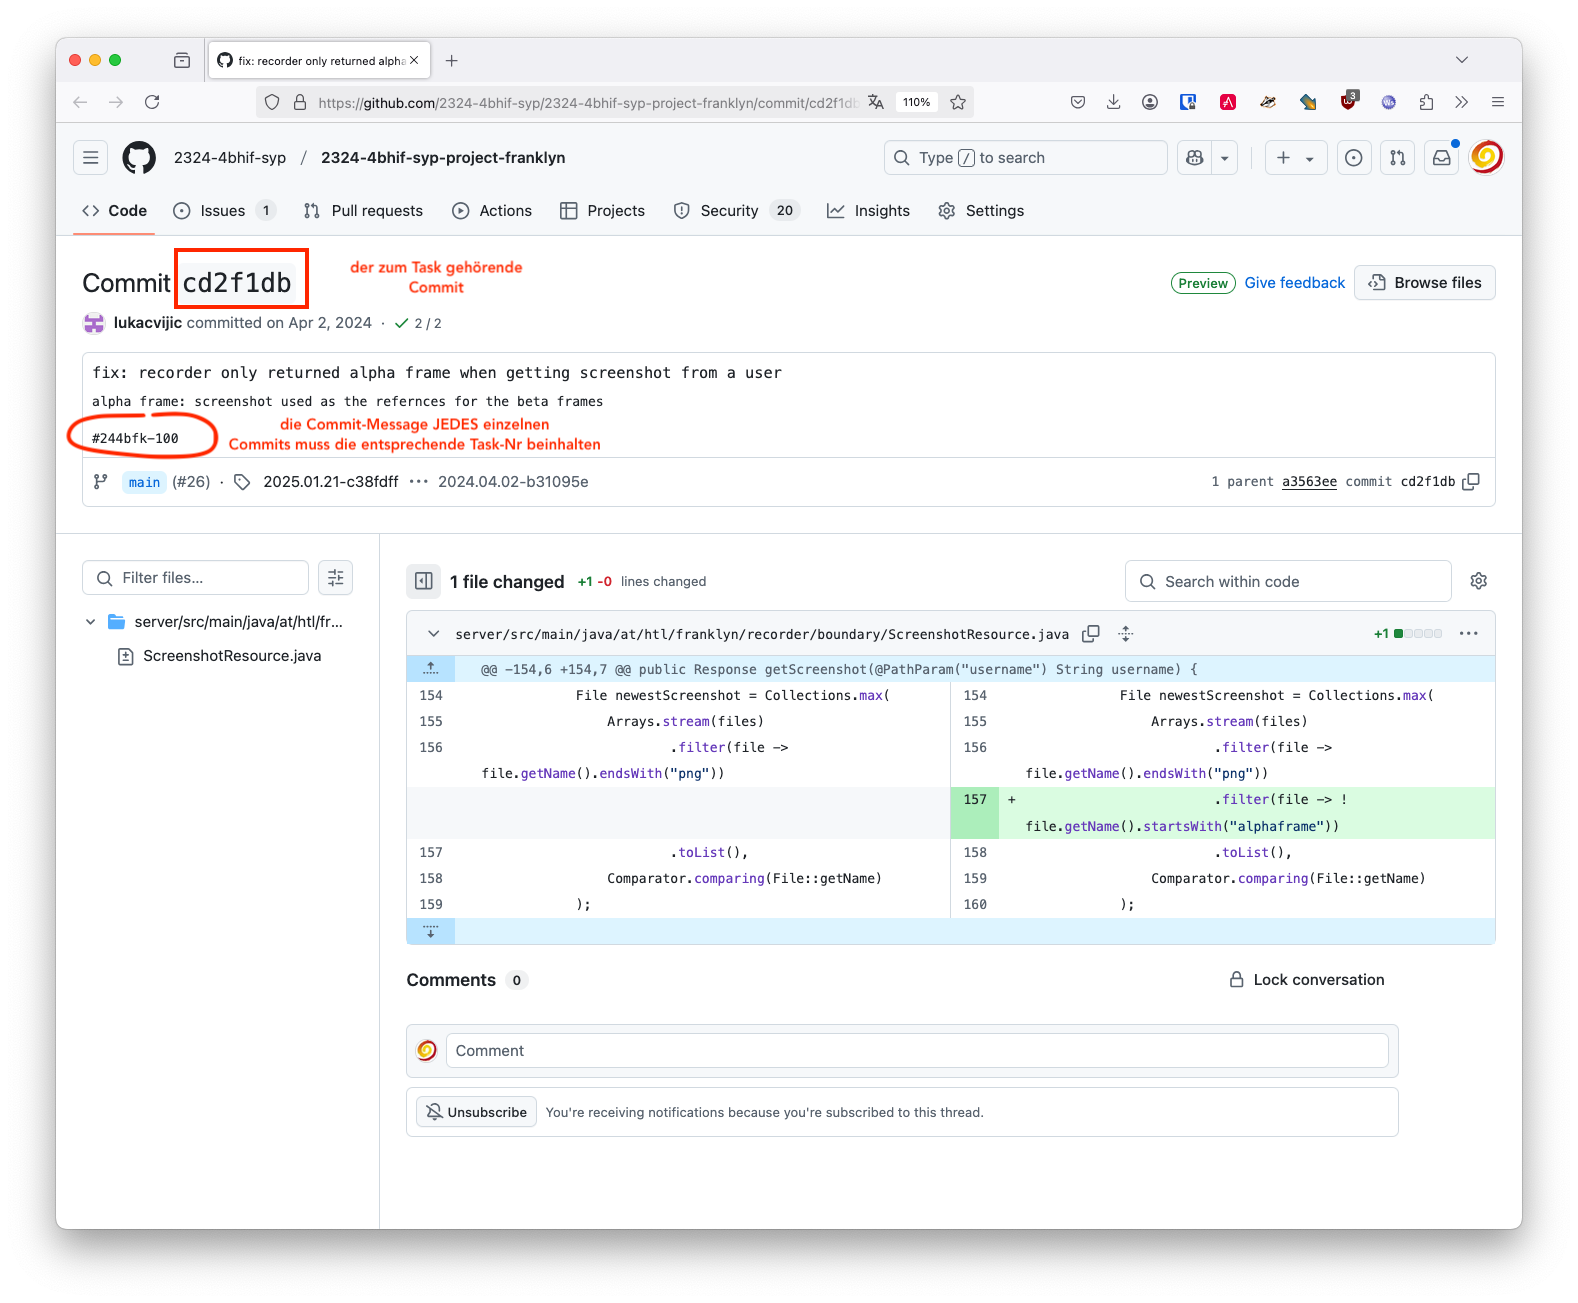 fix: recorder only returned alpha
https://github.com/2324-4bhif-syp/2324-4bhif-syp-project-franklyn/commit/cd2f1db
110%
3
2324-4bhif-syp / 2324-4bhif-syp-project-franklyn
Type / to search
Code
Issues 1
Pull requests
Actions
Projects
Security 20
Insights
Settings
Commit cd2f1db
der zum Task gehörende
Commit
Preview
Give feedback
Browse files
lukacvijic committed on Apr 2, 2024 · 2 / 2
fix: recorder only returned alpha frame when getting screenshot from a user
alpha frame: screenshot used as the refernces for the beta frames
#244bfk-100
die Commit-Message JEDES einzelnen
Commits muss die entsprechende Task-Nr beinhalten
main (#26) · 2025.01.21-c38fdff ··· 2024.04.02-b31095e
1 parent a3563ee commit cd2f1db
Filter files...
server/src/main/java/at/htl/fr...
ScreenshotResource.java
1 file changed +1 -0 lines changed
Search within code
server/src/main/java/at/htl/franklyn/recorder/boundary/ScreenshotResource.java
+1
@@ -154,6 +154,7 @@ public Response getScreenshot(@PathParam("username") String username) {
154 File newestScreenshot = Collections.max(
155 Arrays.stream(files)
156 .filter(file ->
file.getName().endsWith("png"))
157 .toList(),
158 Comparator.comparing(File::getName)
159 );
154 File newestScreenshot = Collections.max(
155 Arrays.stream(files)
156 .filter(file ->
file.getName().endsWith("png"))
157 + .filter(file -> !
file.getName().startsWith("alphaframe"))
158 .toList(),
159 Comparator.comparing(File::getName)
160 );
Comments 0
Lock conversation
Comment
Unsubscribe
You're receiving notifications because you're subscribed to this thread.